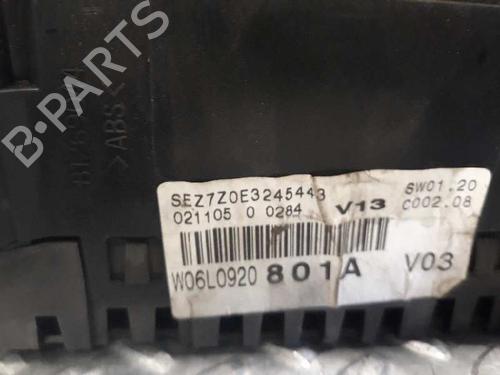 B-PARTS
>ABS<
SEZ7Z0E3245443
SW01.20
021105 0 0284 V13
C002.08
W06L0920 801A V03